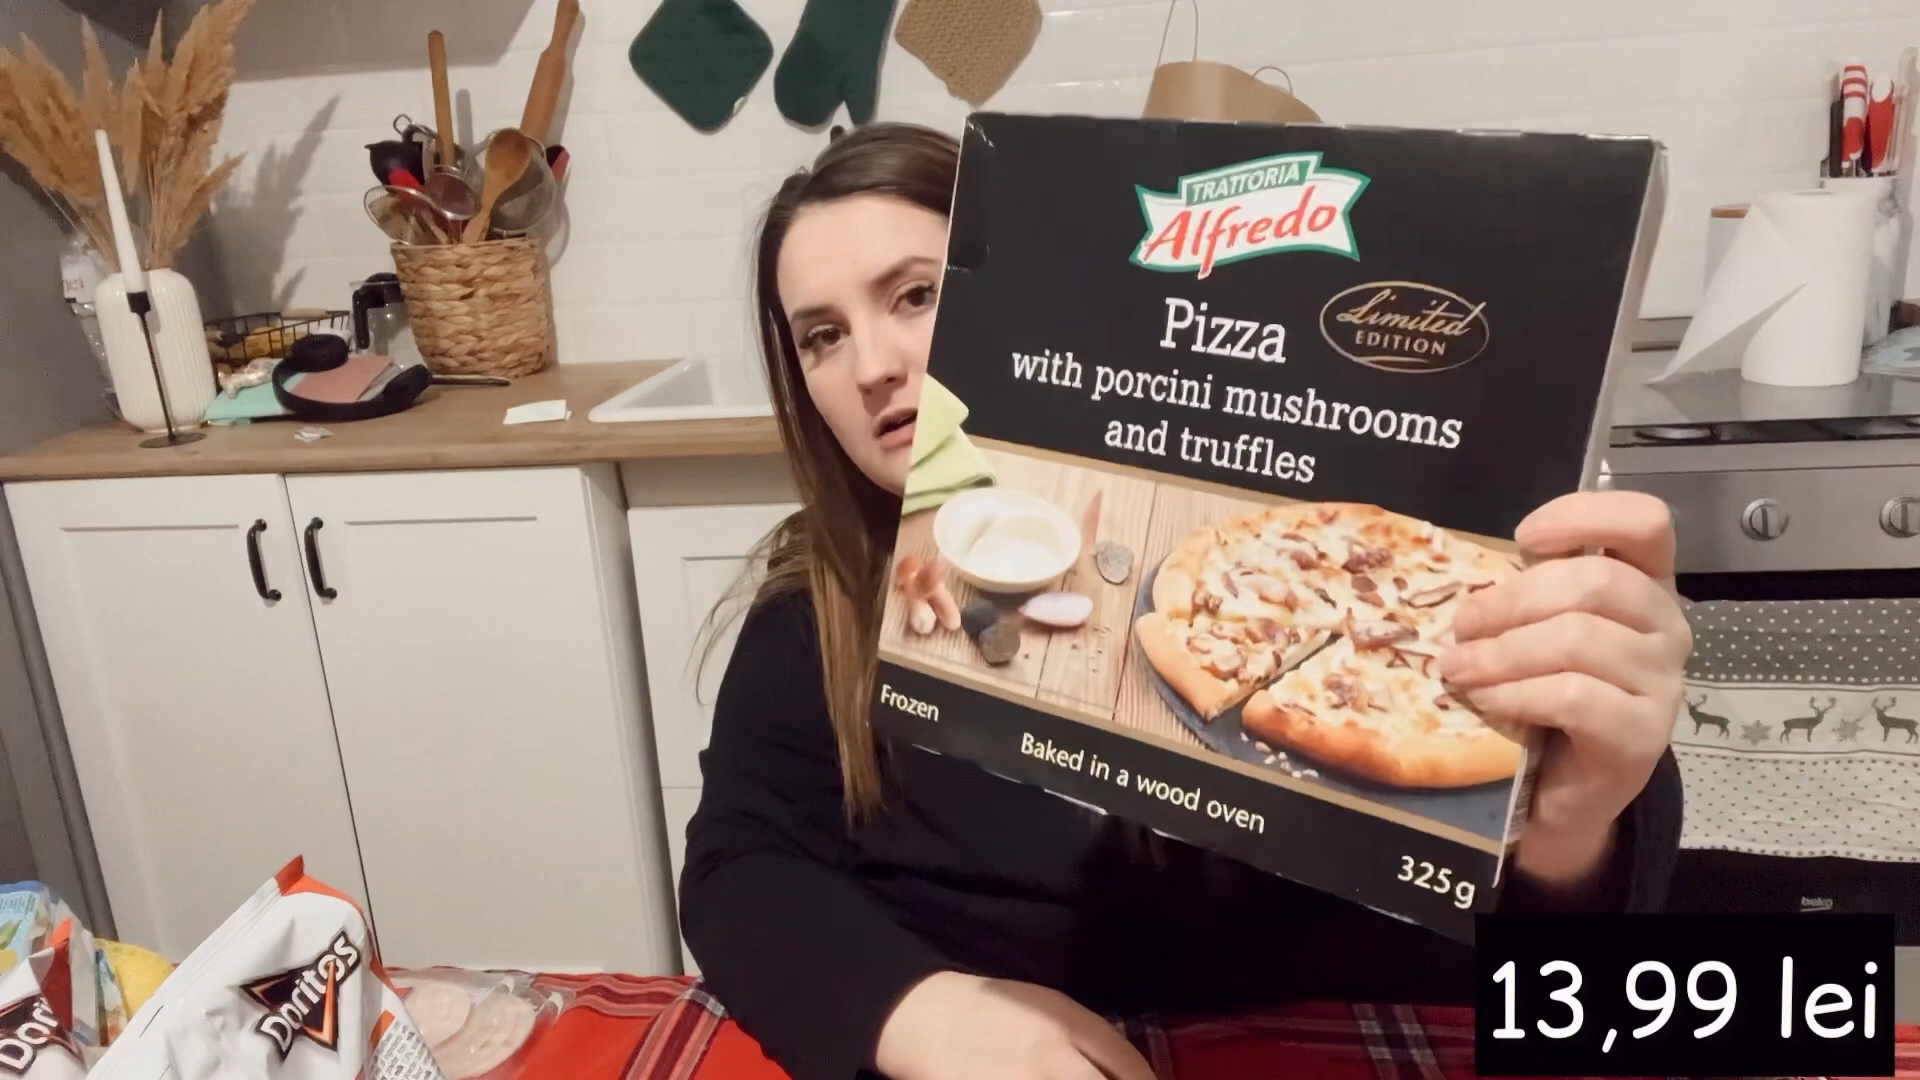 TRATTORIA
Alfredo
Pizza
Limited
EDITION
with porcini mushrooms
and truffles
Frozen
Baked in a wood oven
325g
Doritos
beko
13,99 lei